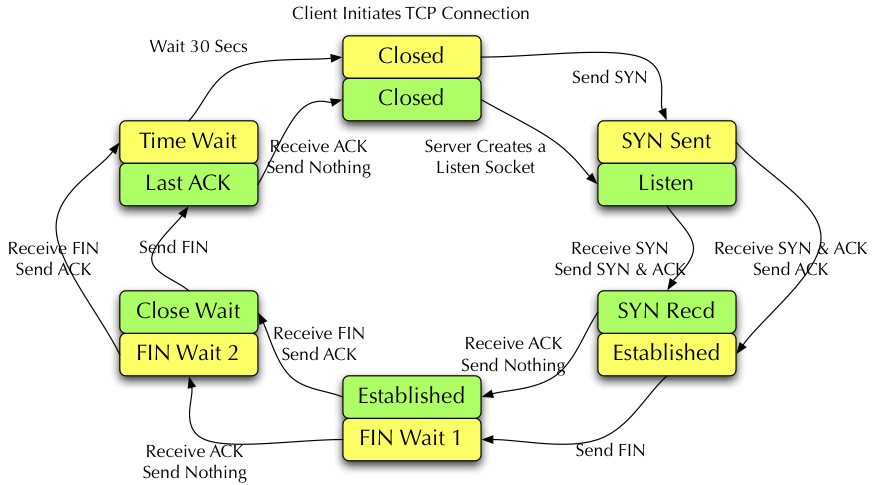 Client Initiates TCP Connection
Wait 30 Secs
Closed
Closed
Send SYN
Time Wait
Last ACK
Receive ACK
Send Nothing
Server Creates a
Listen Socket
SYN Sent
Listen
Receive FIN
Send ACK
Send FIN
Receive SYN
Send SYN & ACK
Receive SYN & ACK
Send ACK
Close Wait
FIN Wait 2
Receive FIN
Send ACK
Receive ACK
Send Nothing
SYN Recd
Established
Established
FIN Wait 1
Receive ACK
Send Nothing
Send FIN